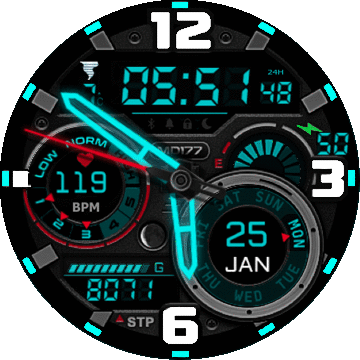 12
24H
05:51 48
MD177
50
LOW NORM
E
119
BPM
3
SAT SUN MON TUE WED THU FRI
25
JAN
G
8071
STP
6